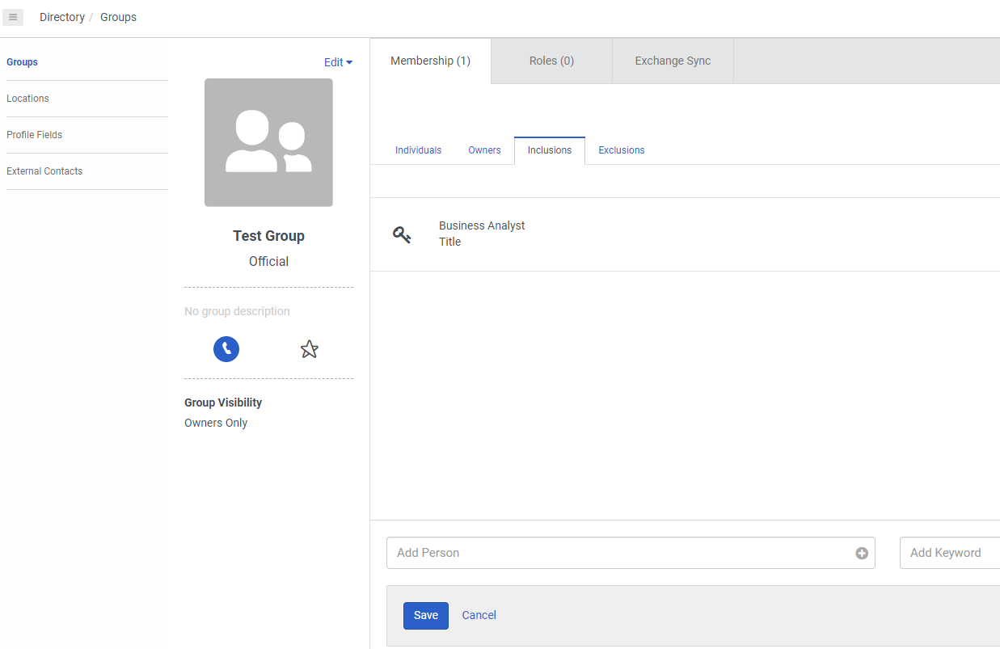 Directory / Groups
Groups
Locations
Profile Fields
External Contacts
Edit
Test Group
Official
No group description
Group Visibility
Owners Only
Membership (1)
Roles (0)
Exchange Sync
Individuals
Owners
Inclusions
Exclusions
Business Analyst
Title
Add Person
Add Keyword
Save
Cancel